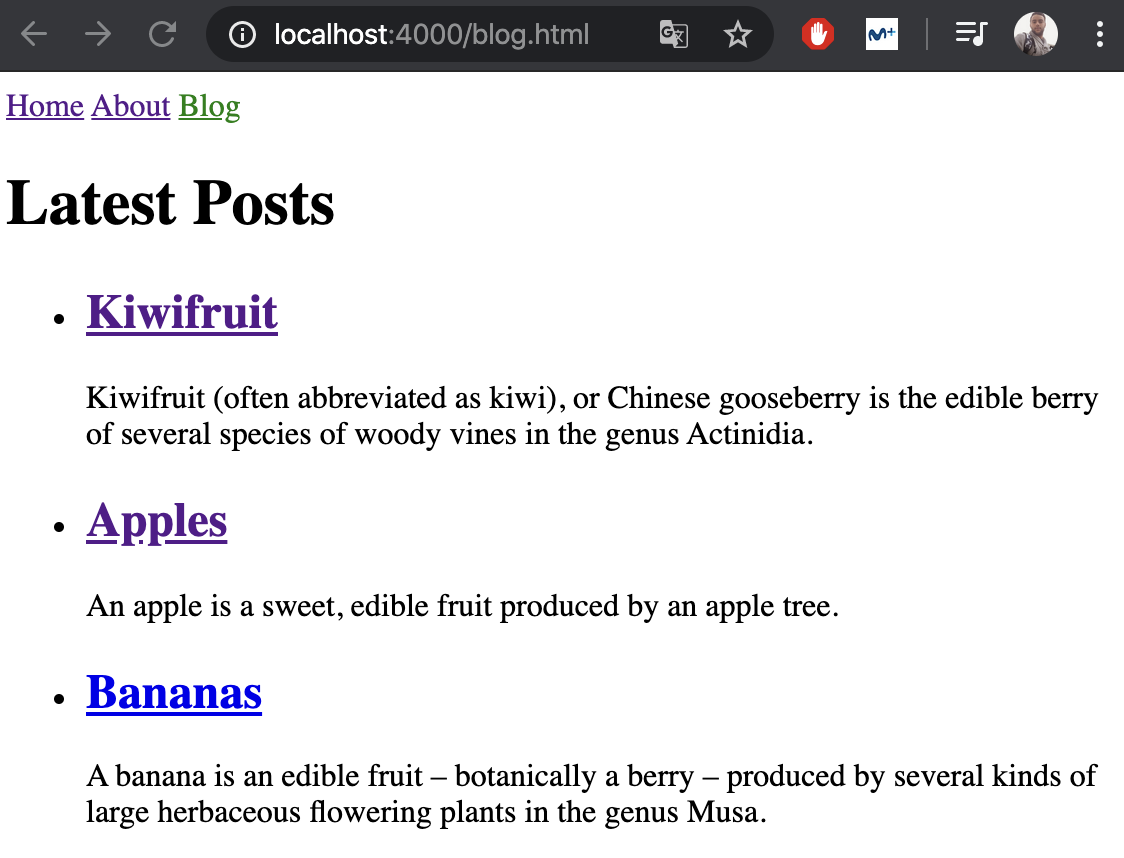 localhost:4000/blog.html
M+
Home About Blog
Latest Posts
Kiwifruit
Kiwifruit (often abbreviated as kiwi), or Chinese gooseberry is the edible berry
of several species of woody vines in the genus Actinidia.
Apples
An apple is a sweet, edible fruit produced by an apple tree.
Bananas
A banana is an edible fruit – botanically a berry – produced by several kinds of
large herbaceous flowering plants in the genus Musa.